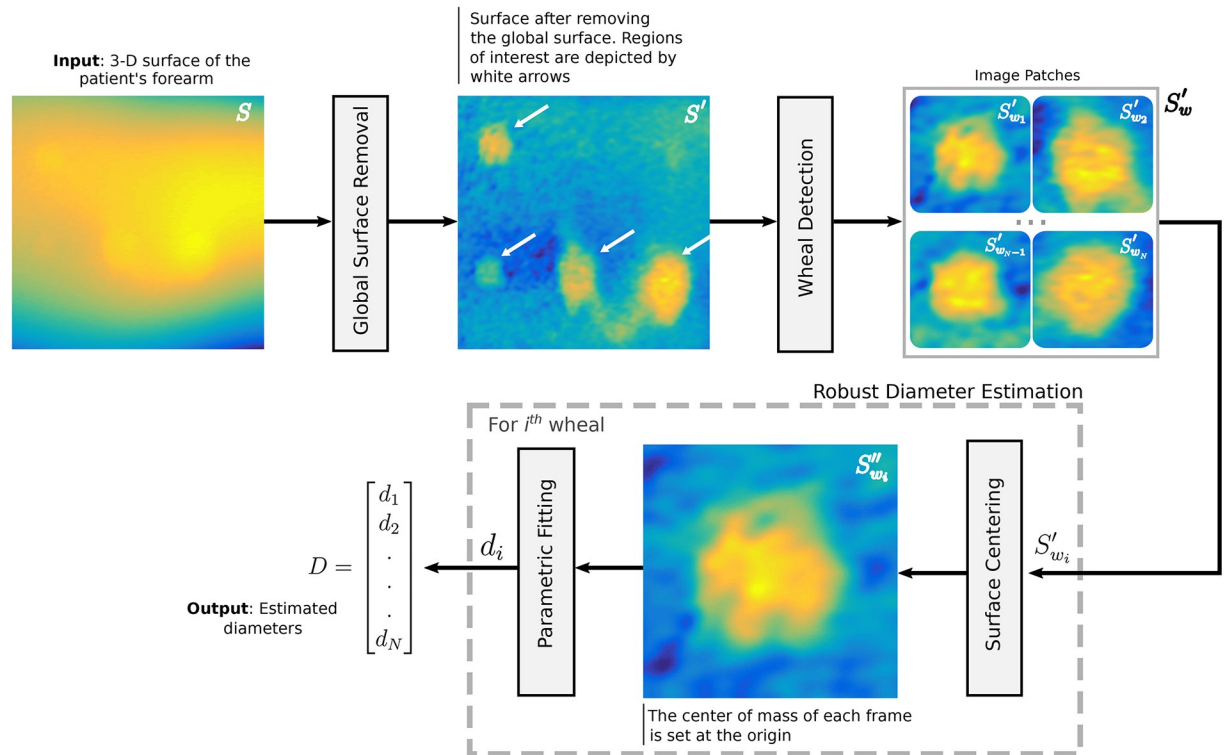 Input: 3-D surface of the
patient's forearm
S
Global Surface Removal
Surface after removing
the global surface. Regions
of interest are depicted by
white arrows
S′
Wheal Detection
Image Patches
S′w
S′w1
S′w2
...
S′wN−1
S′wN
Robust Diameter Estimation
For ith wheal
S′wi
Surface Centering
S′′wi
The center of mass of each frame
is set at the origin
Parametric Fitting
di
D =
d1
d2
.
.
.
dN
Output: Estimated
diameters